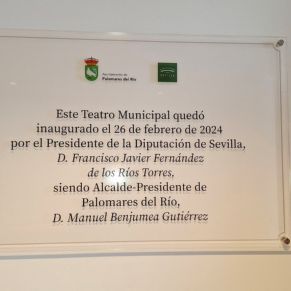 Ayuntamiento de
Palomares del Río
Este Teatro Municipal quedó
inaugurado el 26 de febrero de 2024
por el Presidente de la Diputación de Sevilla,
D. Francisco Javier Fernández
de los Ríos Torres,
siendo Alcalde-Presidente de
Palomares del Río,
D. Manuel Benjumea Gutiérrez